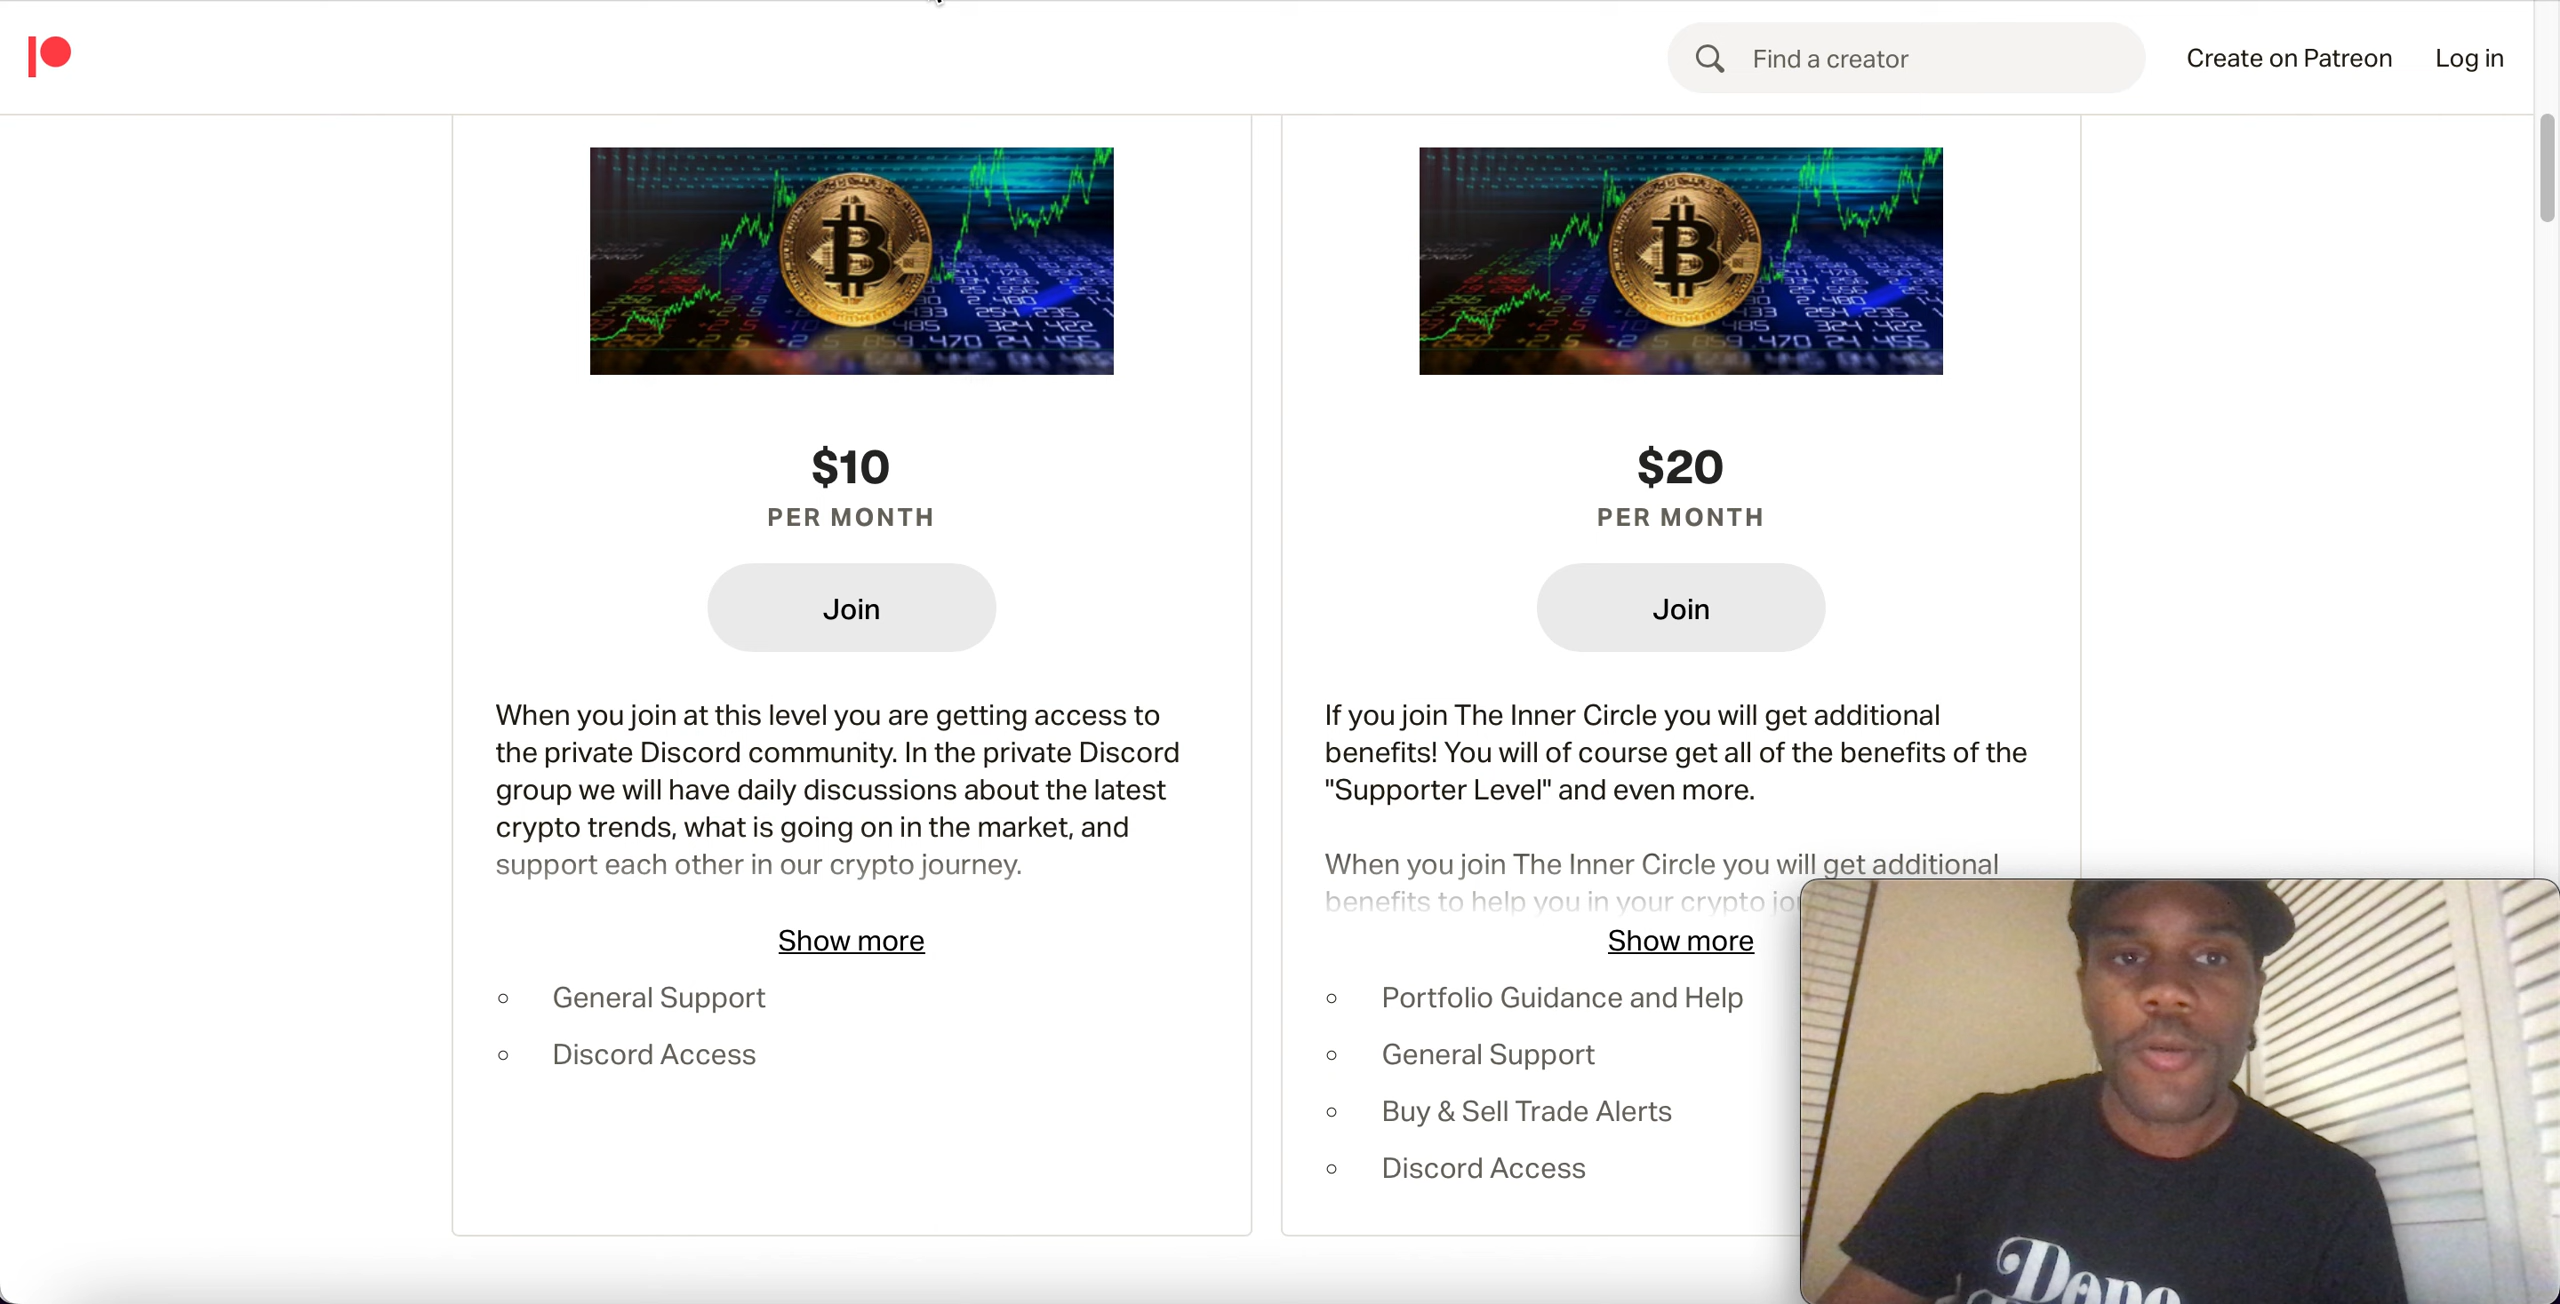 Find a creator
Create on Patreon
Log in
$10
PER MONTH
Join
When you join at this level you are getting access to
the private Discord community. In the private Discord
group we will have daily discussions about the latest
crypto trends, what is going on in the market, and
support each other in our crypto journey.
Show more
General Support
Discord Access
$20
PER MONTH
Join
If you join The Inner Circle you will get additional
benefits! You will of course get all of the benefits of the
"Supporter Level" and even more.
When you join The Inner Circle you will get additional
benefits to help you in your crypto
Show more
Portfolio Guidance and Help
General Support
Buy & Sell Trade Alerts
Discord Access